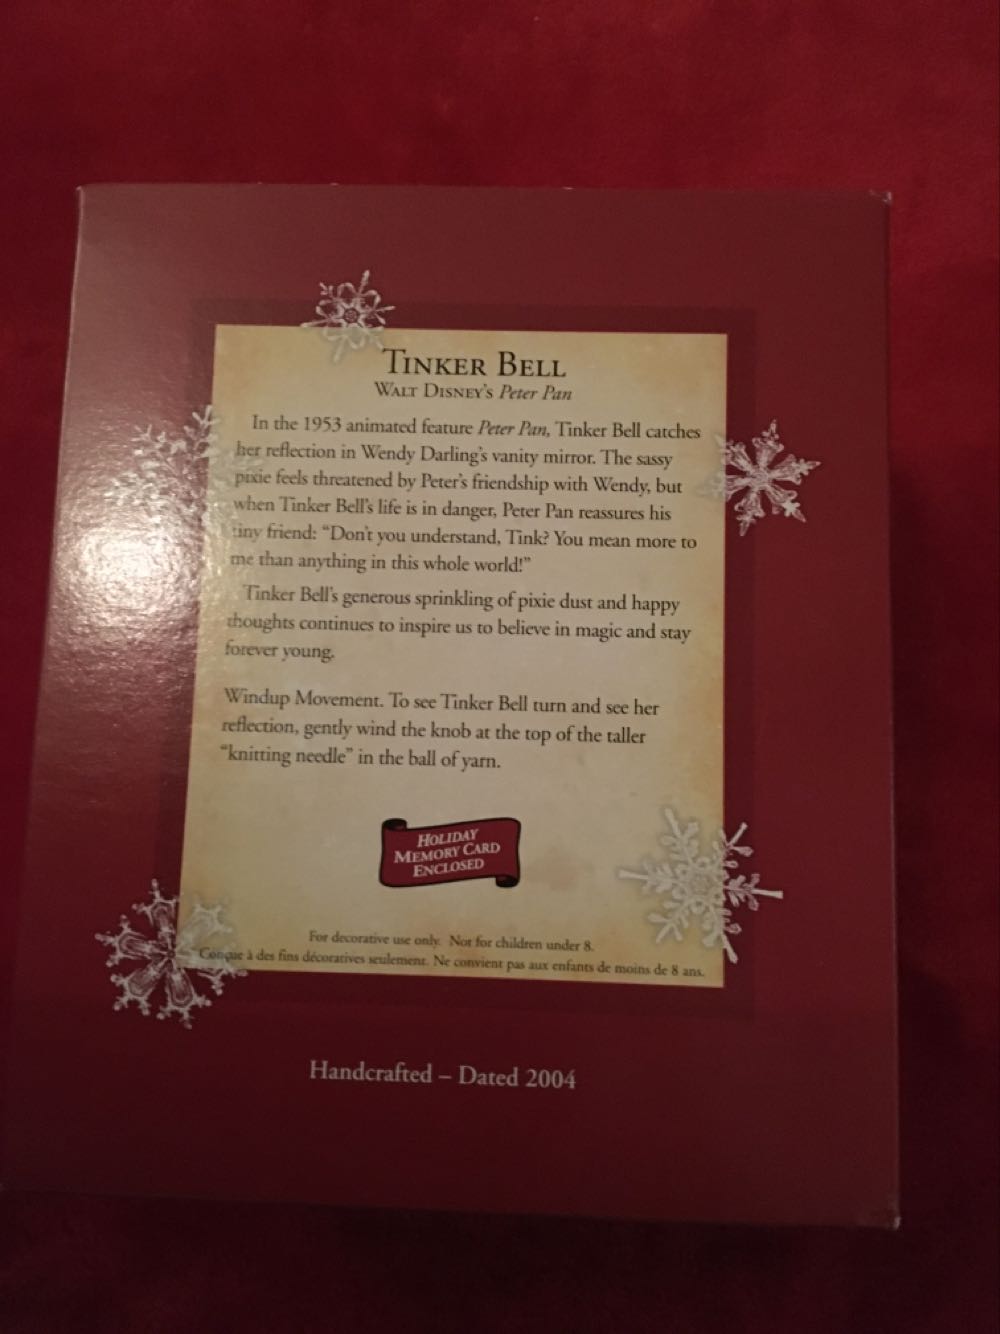 TINKER BELL
WALT DISNEY'S Peter Pan
In the 1953 animated feature Peter Pan, Tinker Bell catches
her reflection in Wendy Darling's vanity mirror. The sassy
pixie feels threatened by Peter's friendship with Wendy, but
when Tinker Bell's life is in danger, Peter Pan reassures his
tiny friend: “Don't you understand, Tink? You mean more to
me than anything in this whole world!”
Tinker Bell's generous sprinkling of pixie dust and happy
thoughts continues to inspire us to believe in magic and stay
forever young.
Windup Movement. To see Tinker Bell turn and see her
reflection, gently wind the knob at the top of the taller
“knitting needle” in the ball of yarn.
HOLIDAY
MEMORY CARD
ENCLOSED
For decorative use only. Not for children under 8.
Conçue à des fins décoratives seulement. Ne convient pas aux enfants de moins de 8 ans.
Handcrafted – Dated 2004